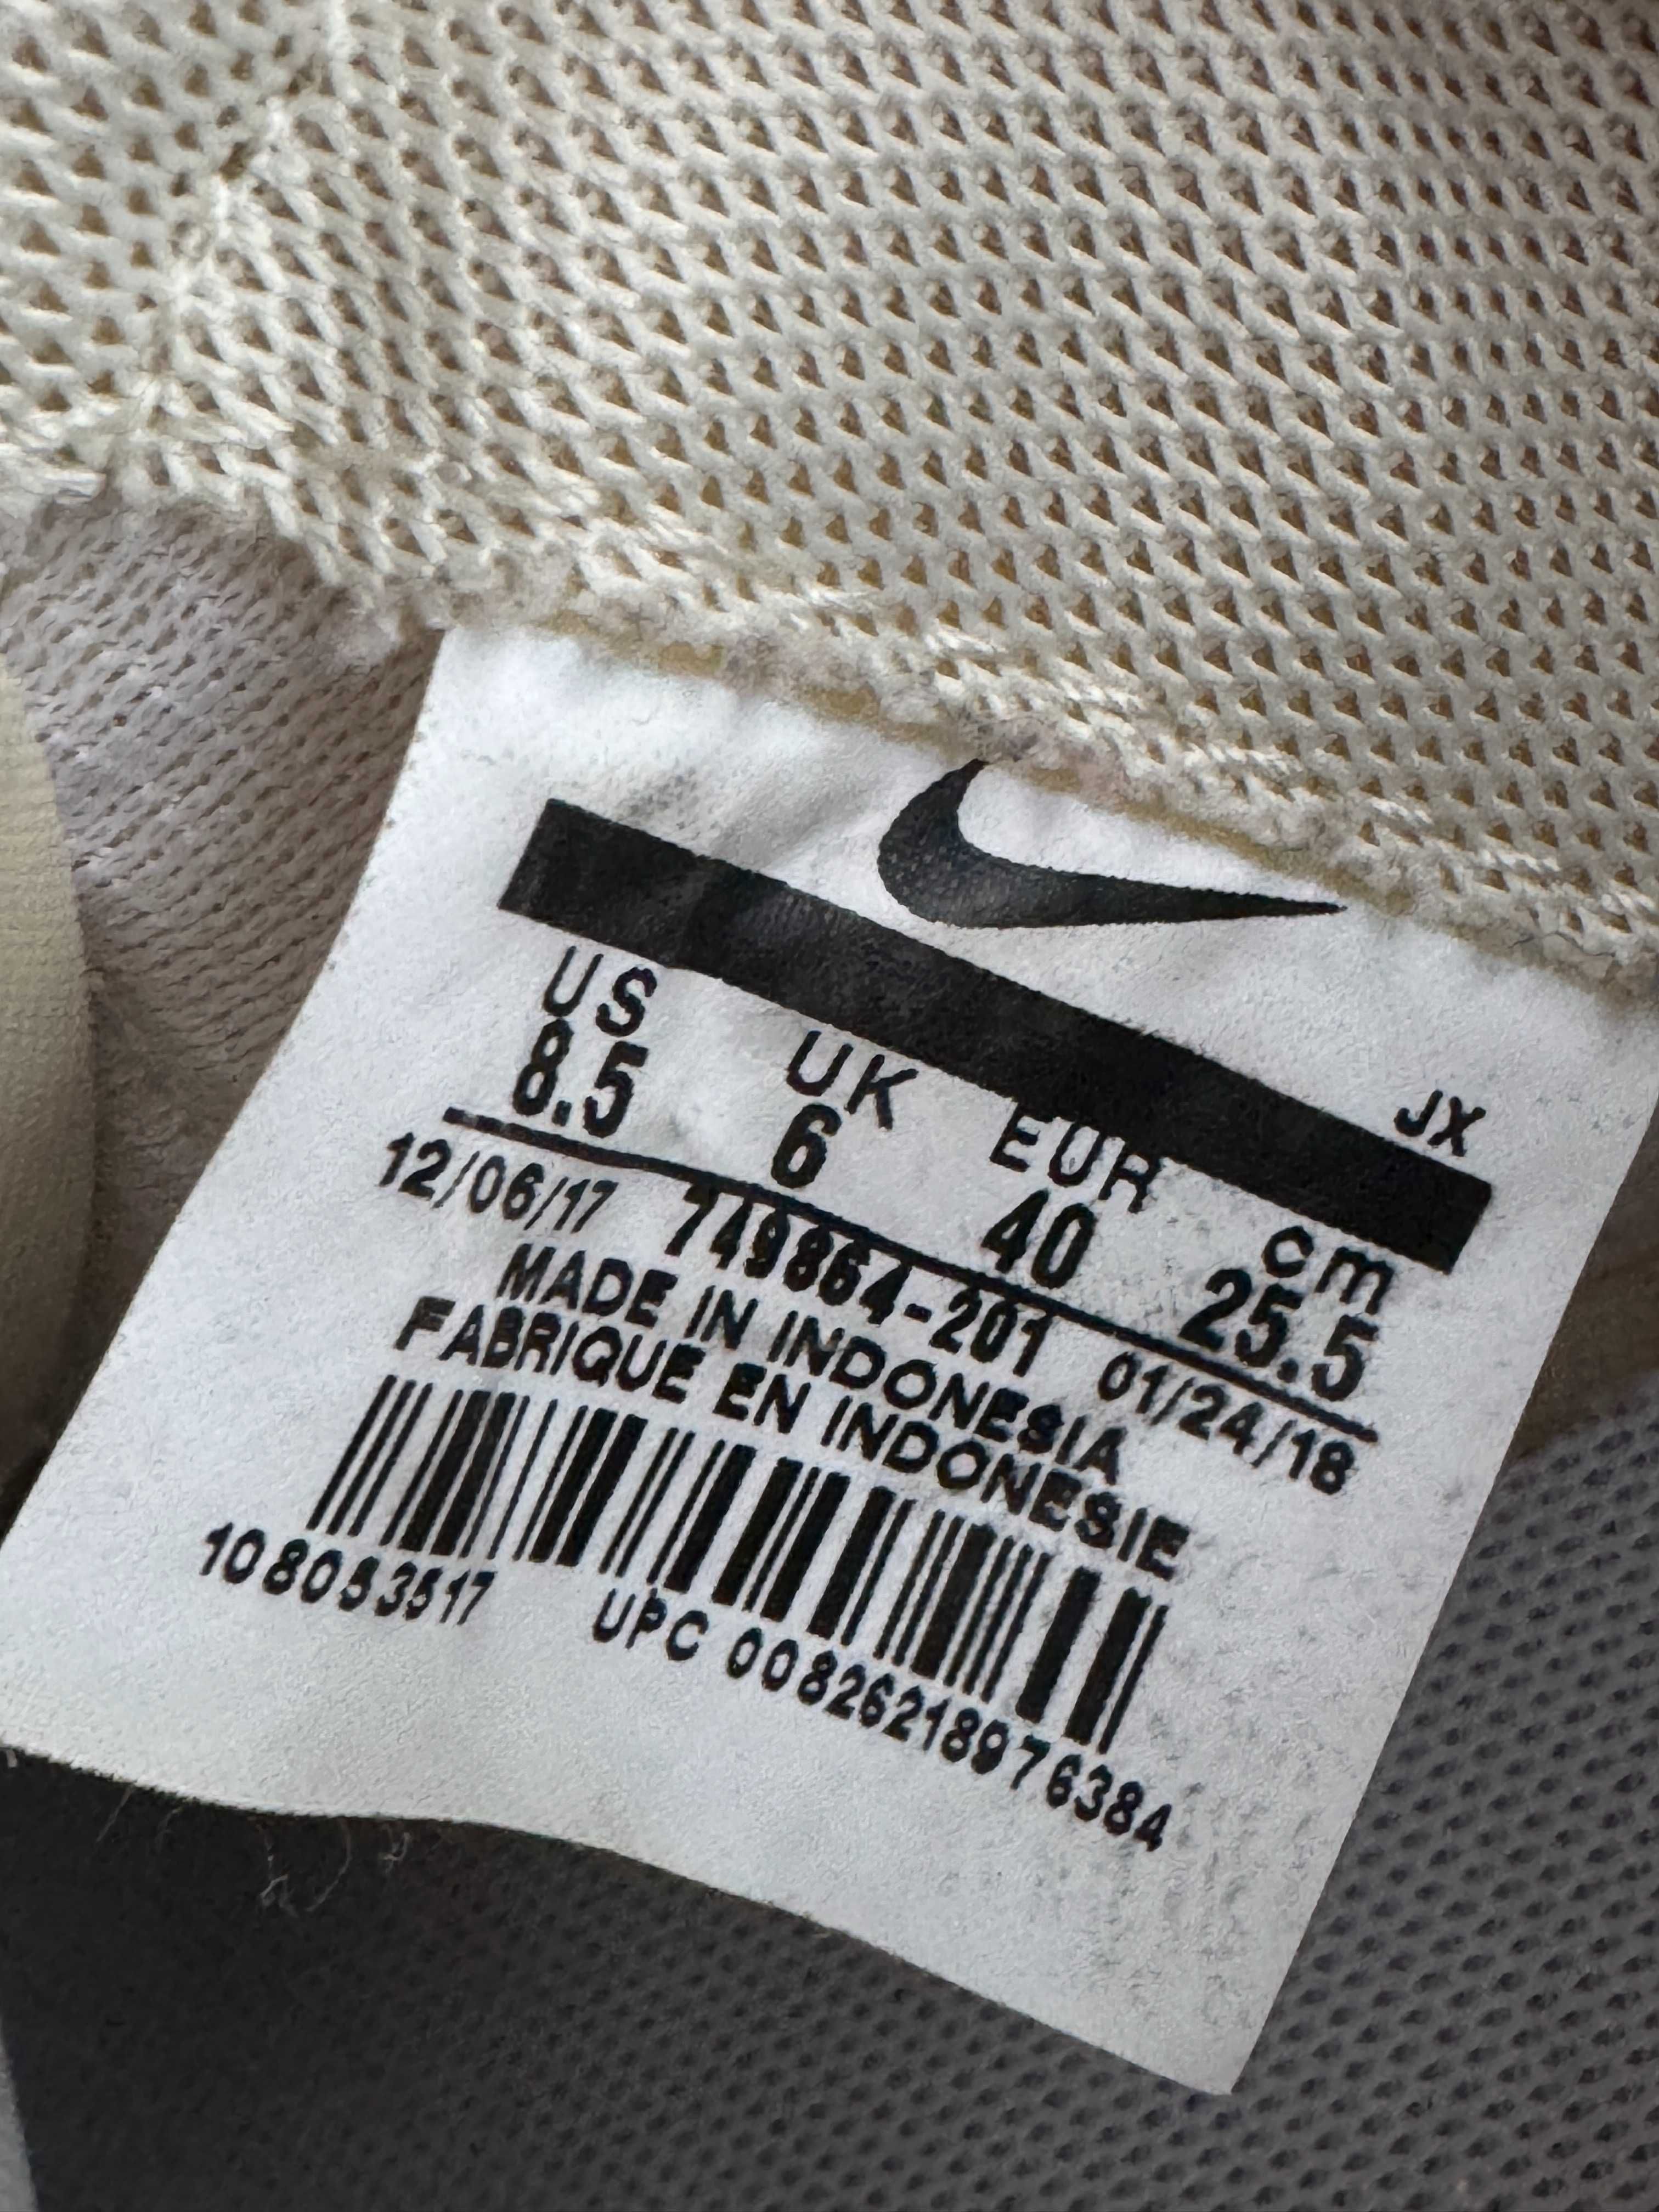 JX
US UK EUR cm
8.5 6 40 25.5
12/06/17 749864-201 01/24/18
MADE IN INDONESIA
FABRIQUE EN INDONESIE
108053517 UPC 00826218976384